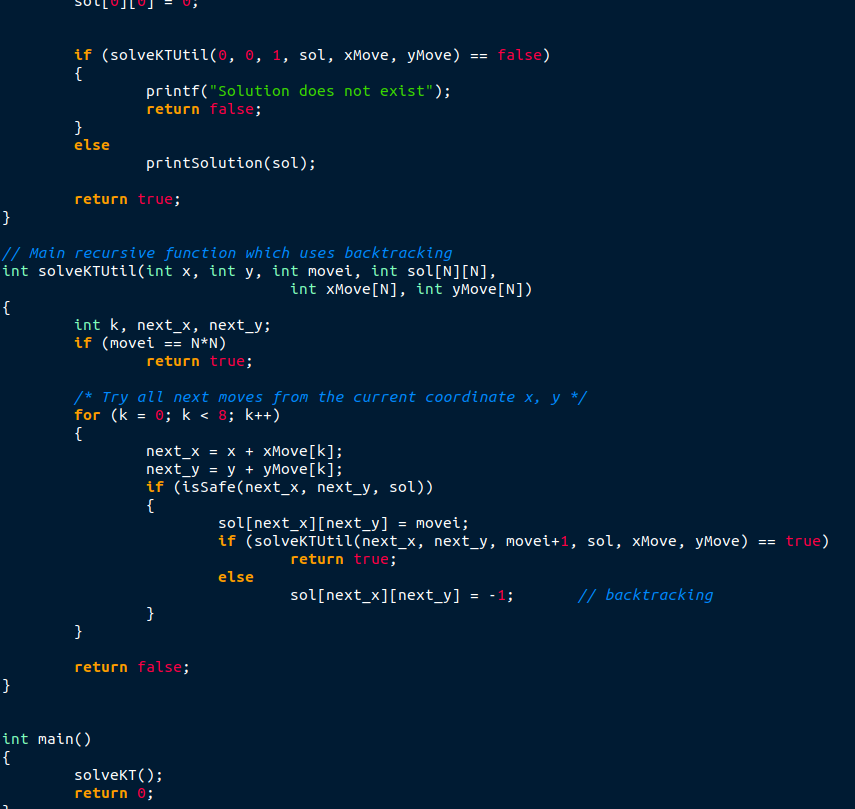 sol[0][0] = 0;
if (solveKTUtil(0, 0, 1, sol, xMove, yMove) == false)
{
printf("Solution does not exist");
return false;
}
else
printSolution(sol);
return true;
}
// Main recursive function which uses backtracking
int solveKTUtil(int x, int y, int movei, int sol[N][N],
int xMove[N], int yMove[N])
{
int k, next_x, next_y;
if (movei == N*N)
return true;
/* Try all next moves from the current coordinate x, y */
for (k = 0; k < 8; k++)
{
next_x = x + xMove[k];
next_y = y + yMove[k];
if (isSafe(next_x, next_y, sol))
{
sol[next_x][next_y] = movei;
if (solveKTUtil(next_x, next_y, movei+1, sol, xMove, yMove) == true)
return true;
else
sol[next_x][next_y] = -1; // backtracking
}
}
return false;
}
int main()
{
solveKT();
return 0;
}